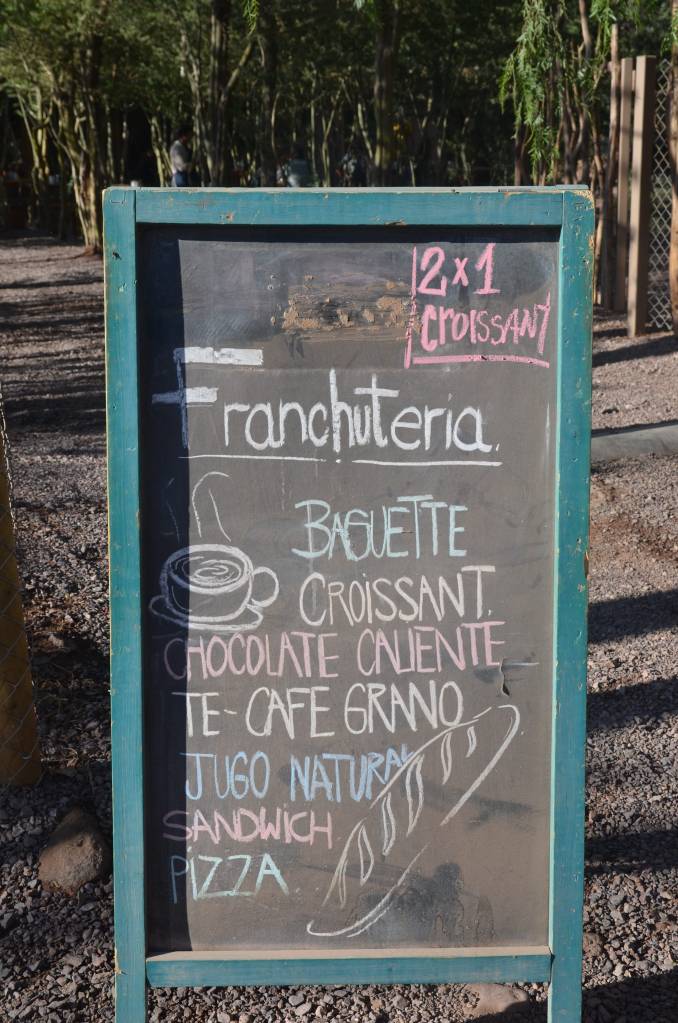 2x1
CROISSANT
Franchuteria.
BAGUETTE
CROISSANT.
CHOCOLATE CALIENTE
TE-CAFE GRANO
JUGO NATURAL
SANDWICH
PIZZA